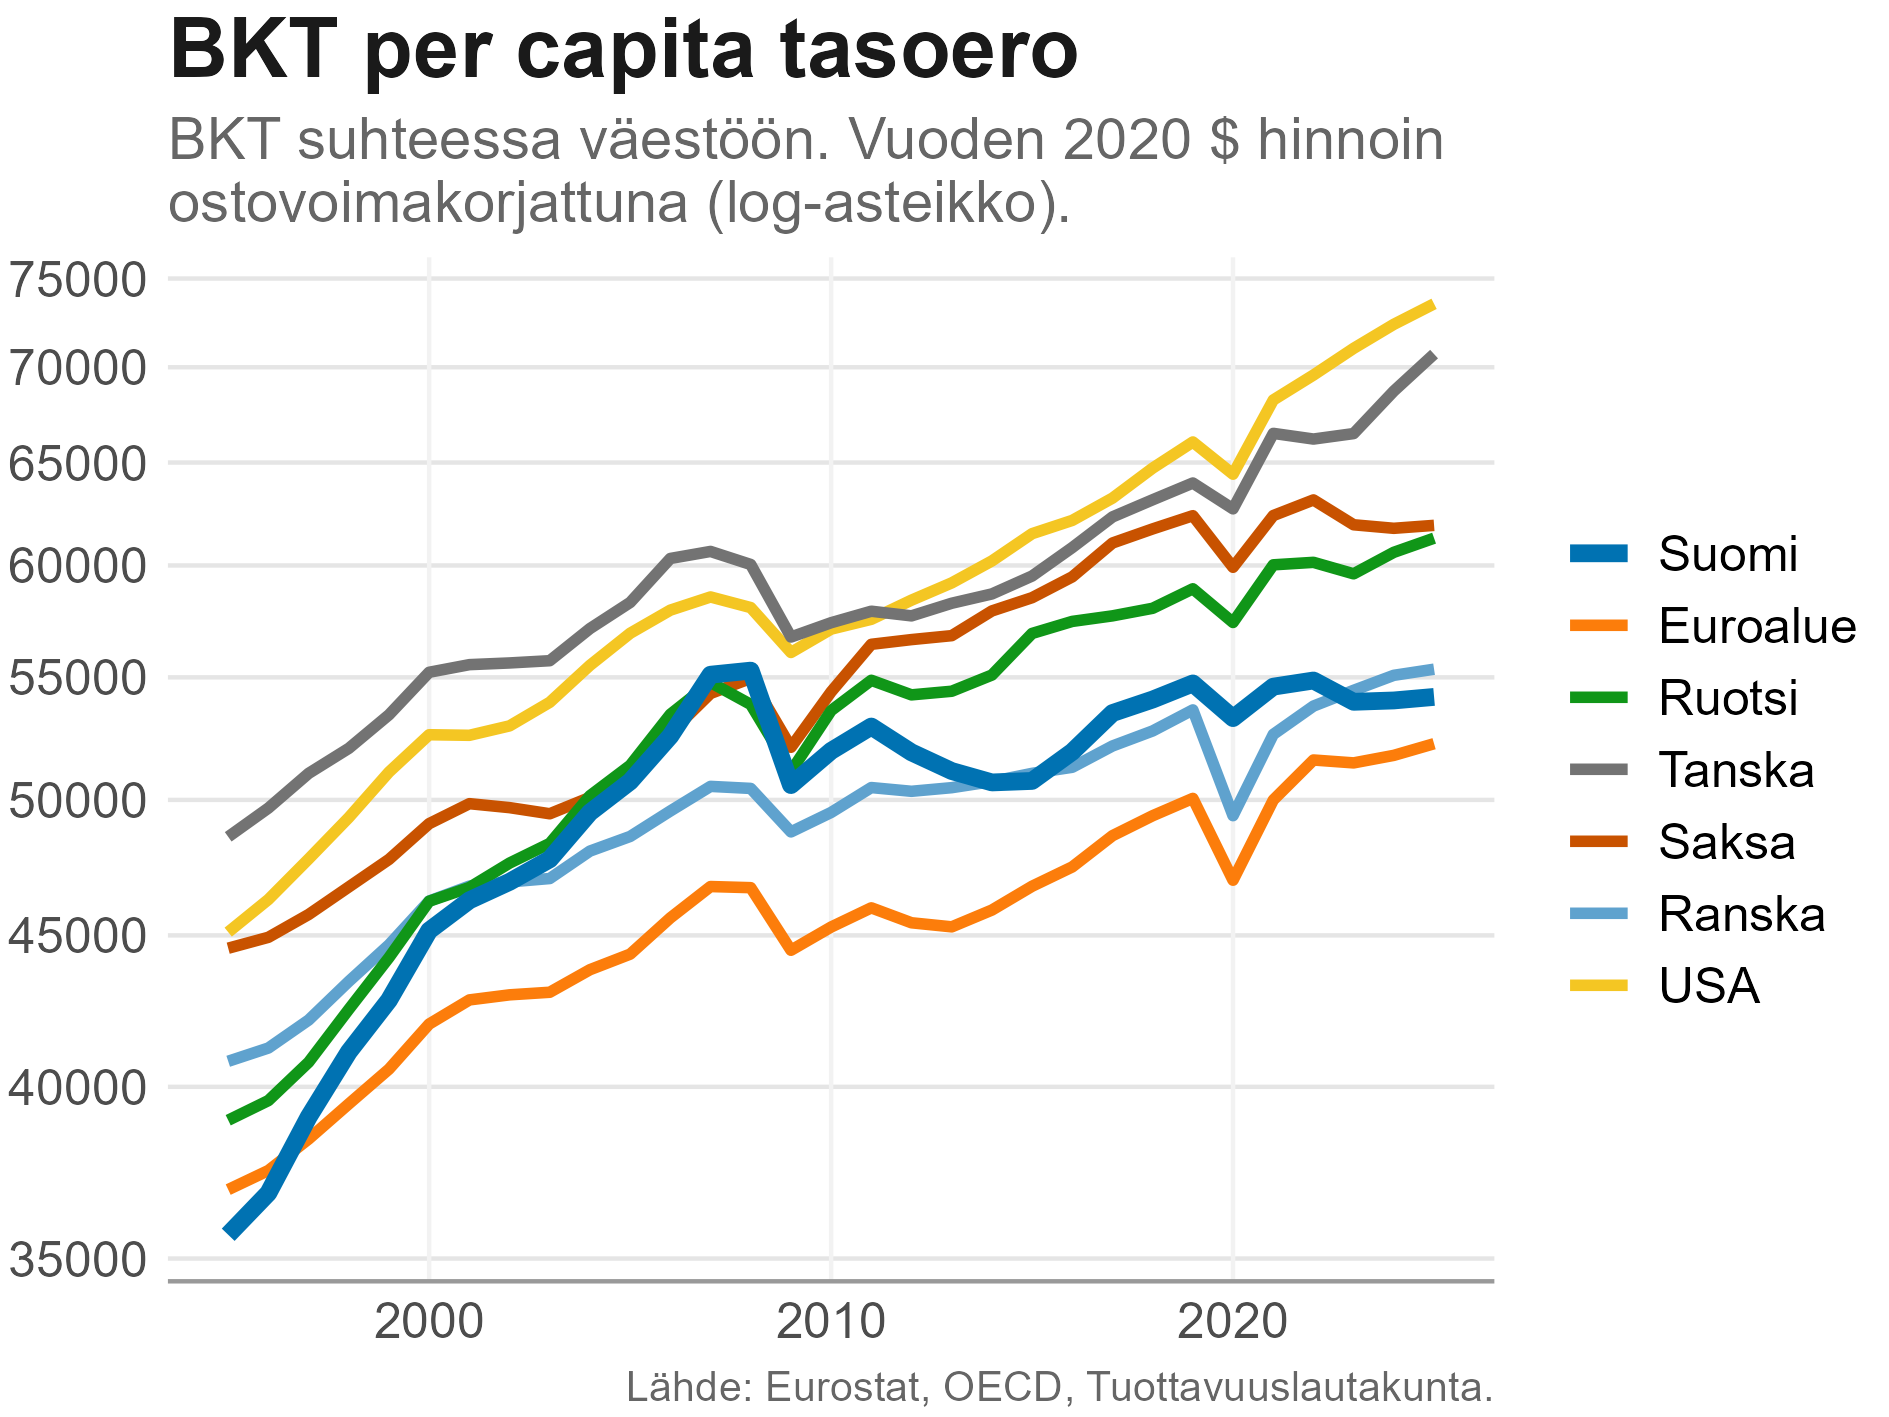 BKT per capita tasoero
BKT suhteessa väestöön. Vuoden 2020 $ hinnoin
ostovoimakorjattuna (log-asteikko).
75000
70000
65000
60000
55000
50000
45000
40000
35000
2000
2010
2020
Suomi
Euroalue
Ruotsi
Tanska
Saksa
Ranska
USA
Lähde: Eurostat, OECD, Tuottavuuslautakunta.